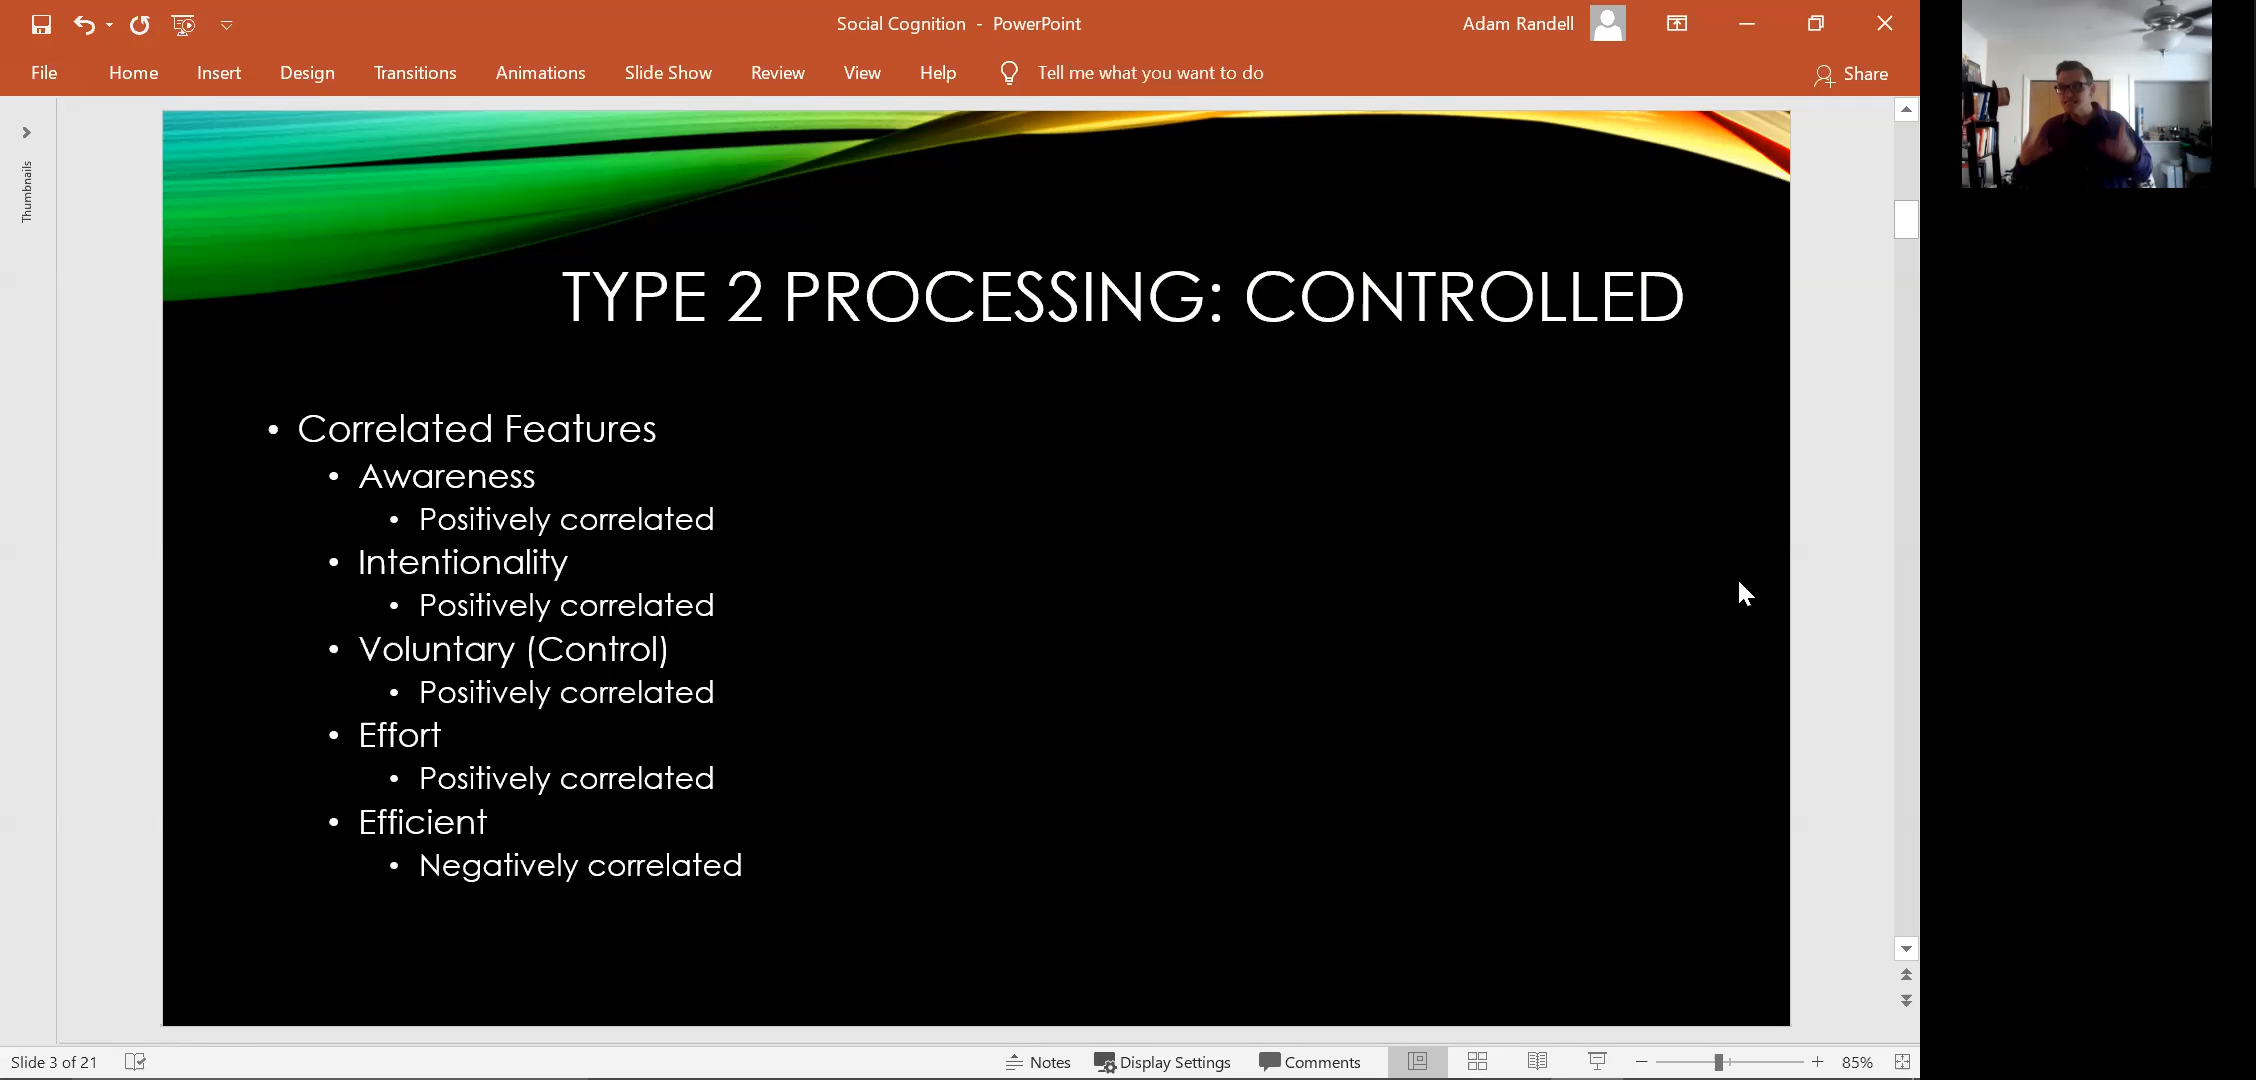 Social Cognition - PowerPoint
Adam Randell
File Home Insert Design Transitions Animations Slide Show Review View Help Tell me what you want to do Share
Thumbnails
TYPE 2 PROCESSING: CONTROLLED
• Correlated Features
• Awareness
• Positively correlated
• Intentionality
• Positively correlated
• Voluntary (Control)
• Positively correlated
• Effort
• Positively correlated
• Efficient
• Negatively correlated
Slide 3 of 21 Notes Display Settings Comments 85%